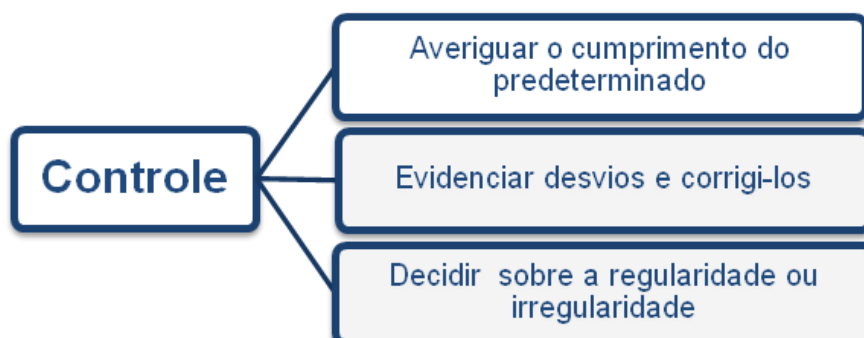 Controle
Averiguar o cumprimento do
predeterminado
Evidenciar desvios e corrigi-los
Decidir sobre a regularidade ou
irregularidade